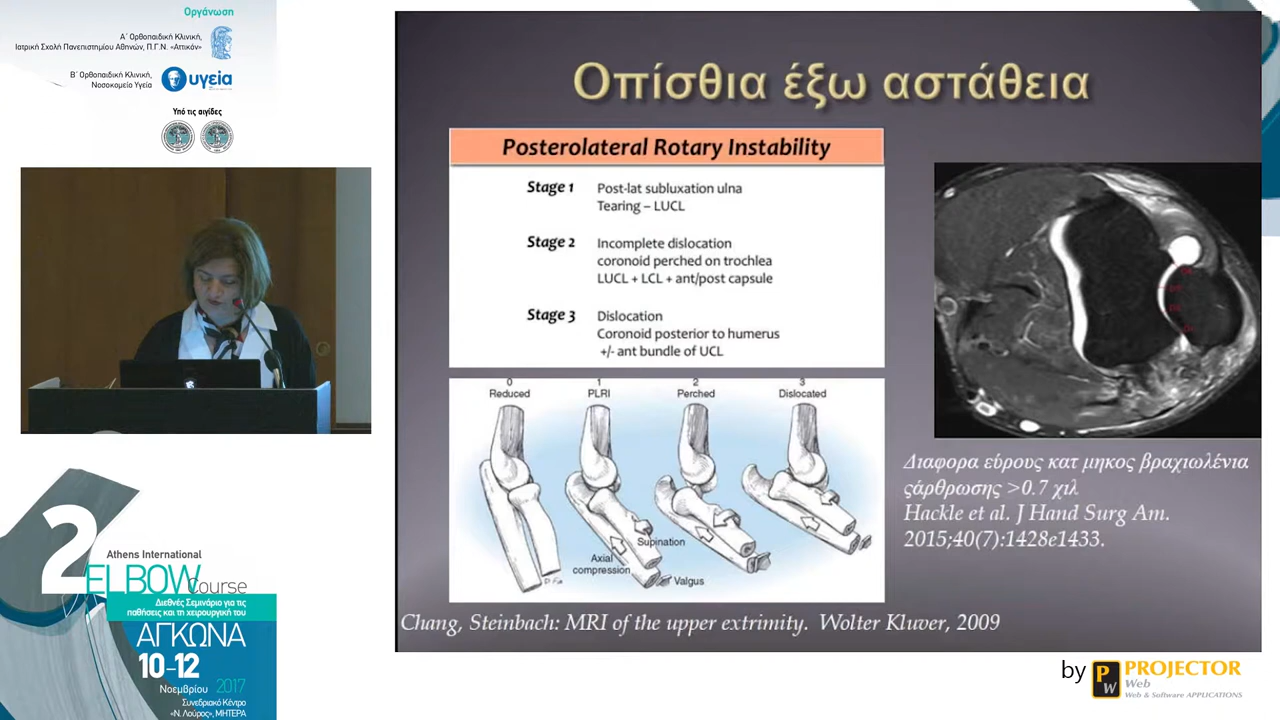 Οργάνωση
Α΄ Ορθοπαιδική Κλινική,
Ιατρική Σχολή Πανεπιστημίου Αθηνών, Π.Γ.Ν. «Αττικόν»
Β΄ Ορθοπαιδική Κλινική,
Νοσοκομείο Υγεία
υγεία
Υπό τις αιγίδες
Οπίσθια έξω αστάθεια
Posterolateral Rotary Instability
Stage 1 Post-lat subluxation ulna
Tearing – LUCL
Stage 2 Incomplete dislocation
coronoid perched on trochlea
LUCL + LCL + ant/post capsule
Stage 3 Dislocation
Coronoid posterior to humerus
+/- ant bundle of UCL
0 1 2 3
Reduced PLRI Perched Dislocated
Supination
Axial
compression
Valgus
Διαφορα εύρους κατ μηκος βραχιωλένια
ςάρθρωσης >0.7 χιλ
Hackle et al. J Hand Surg Am.
2015;40(7):1428e1433.
Chang, Steinbach: MRI of the upper extrimity. Wolter Kluver, 2009
2
Athens International
ELBOW Course
Διεθνές Σεμινάριο για τις
παθήσεις και τη χειρουργική του
ΑΓΚΩΝΑ
10-12
Νοεμβρίου 2017
Συνεδριακό Κέντρο
«Ν. Λούρος», ΜΗΤΕΡΑ
by PW PROJECTOR
Web
Web & Software APPLICATIONS